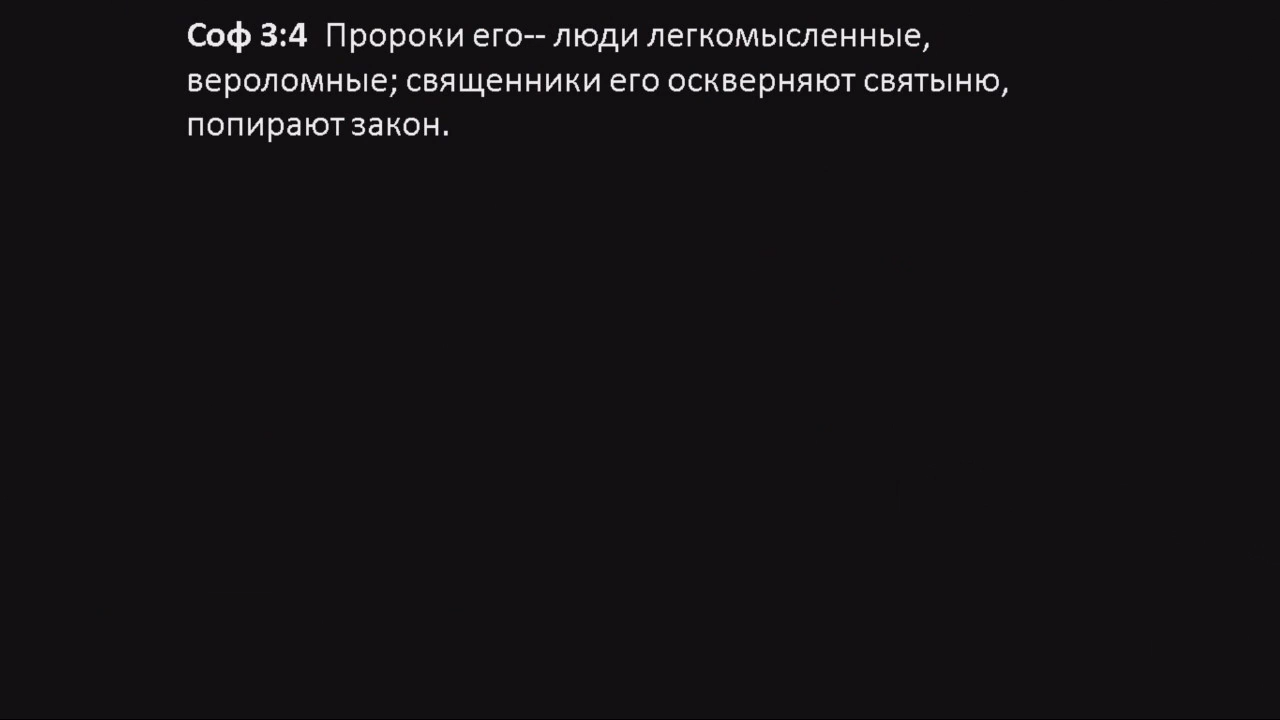 Соф 3:4 Пророки его-- люди легкомысленные,
вероломные; священники его оскверняют святыню,
попирают закон.